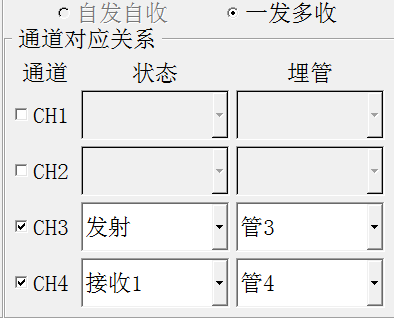 自发自收 一发多收
通道对应关系
通道 状态 埋管
CH1
CH2
CH3 发射 管3
CH4 接收1 管4